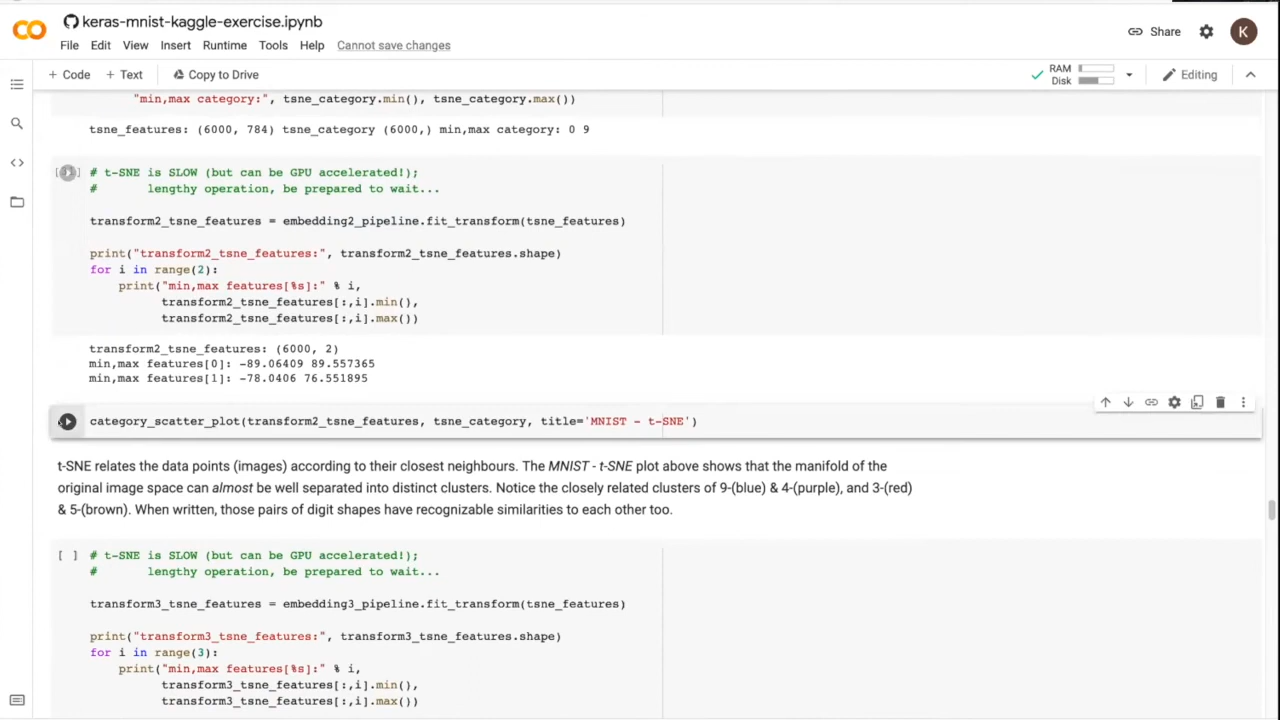 keras-mnist-kaggle-exercise.ipynb
File Edit View Insert Runtime Tools Help Cannot save changes
Share
K
+ Code + Text Copy to Drive
RAM
Disk
Editing
"min,max category:", tsne_category.min(), tsne_category.max())
tsne_features: (6000, 784) tsne_category (6000,) min,max category: 0 9
# t-SNE is SLOW (but can be GPU accelerated!);
# lengthy operation, be prepared to wait...
transform2_tsne_features = embedding2_pipeline.fit_transform(tsne_features)
print("transform2_tsne_features:", transform2_tsne_features.shape)
for i in range(2):
print("min,max features[%s]:" % i,
transform2_tsne_features[:,i].min(),
transform2_tsne_features[:,i].max())
transform2_tsne_features: (6000, 2)
min,max features[0]: -89.06409 89.557365
min,max features[1]: -78.0406 76.551895
category_scatter_plot(transform2_tsne_features, tsne_category, title='MNIST - t-SNE')
t-SNE relates the data points (images) according to their closest neighbours. The MNIST - t-SNE plot above shows that the manifold of the
original image space can almost be well separated into distinct clusters. Notice the closely related clusters of 9-(blue) & 4-(purple), and 3-(red)
& 5-(brown). When written, those pairs of digit shapes have recognizable similarities to each other too.
[ ] # t-SNE is SLOW (but can be GPU accelerated!);
# lengthy operation, be prepared to wait...
transform3_tsne_features = embedding3_pipeline.fit_transform(tsne_features)
print("transform3_tsne_features:", transform3_tsne_features.shape)
for i in range(3):
print("min,max features[%s]:" % i,
transform3_tsne_features[:,i].min(),
transform3_tsne_features[:,i].max())